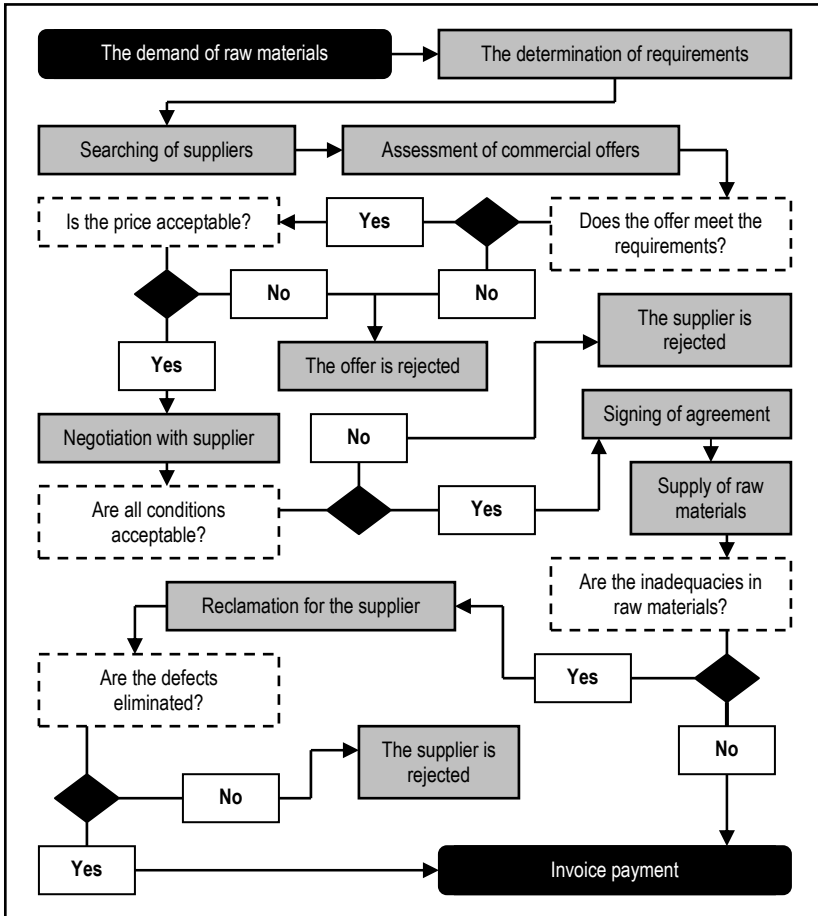 The demand of raw materials
The determination of requirements
Searching of suppliers
Assessment of commercial offers
Is the price acceptable?
Yes
Does the offer meet the
requirements?
No
No
The supplier is
rejected
Yes
The offer is rejected
Signing of agreement
Negotiation with supplier
No
Supply of raw
materials
Are all conditions
acceptable?
Yes
Are the inadequacies in
raw materials?
Reclamation for the supplier
Are the defects
eliminated?
Yes
No
The supplier is
rejected
No
Yes
Invoice payment